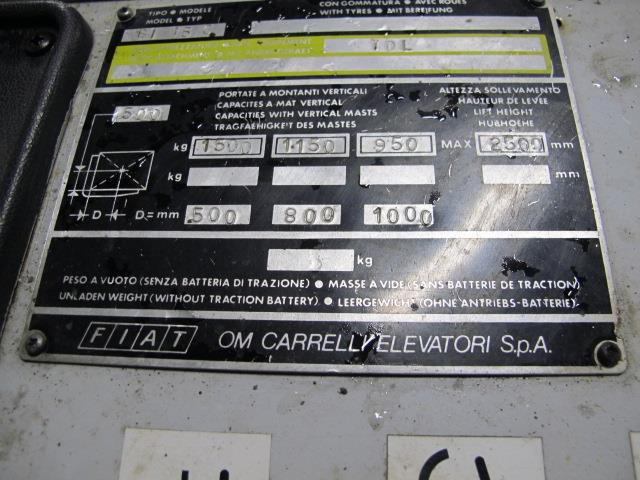 CON GOMMATURA • AVEC ROUES
WITH TYRES • MIT BEREIFUNG
TIPO • MODELE
MODEL • TYP
TDL
PORTATE A MONTANTI VERTICALI
CAPACITES A MAT VERTICAL
CAPACITIES WITH VERTICAL MASTS
TRAGFAEHIGKEIT DES MASTES
ALTEZZA SOLLEVAMENTO
HAUTEUR DE LEVÉE
LIFT HEIGHT
HUBHOEHE
500
kg 1500 1150 950 MAX 2500 mm
kg mm
D D=mm 500 800 1000
kg
PESO A VUOTO (SENZA BATTERIA DI TRAZIONE) • MASSE A VIDE (SANS BATTERIE DE TRACTION)
UNLADEN WEIGHT (WITHOUT TRACTION BATTERY) • LEERGEWICHT (OHNE ANTRIEBS-BATTERIE)
FIAT OM CARRELLI ELEVATORI S.p.A.